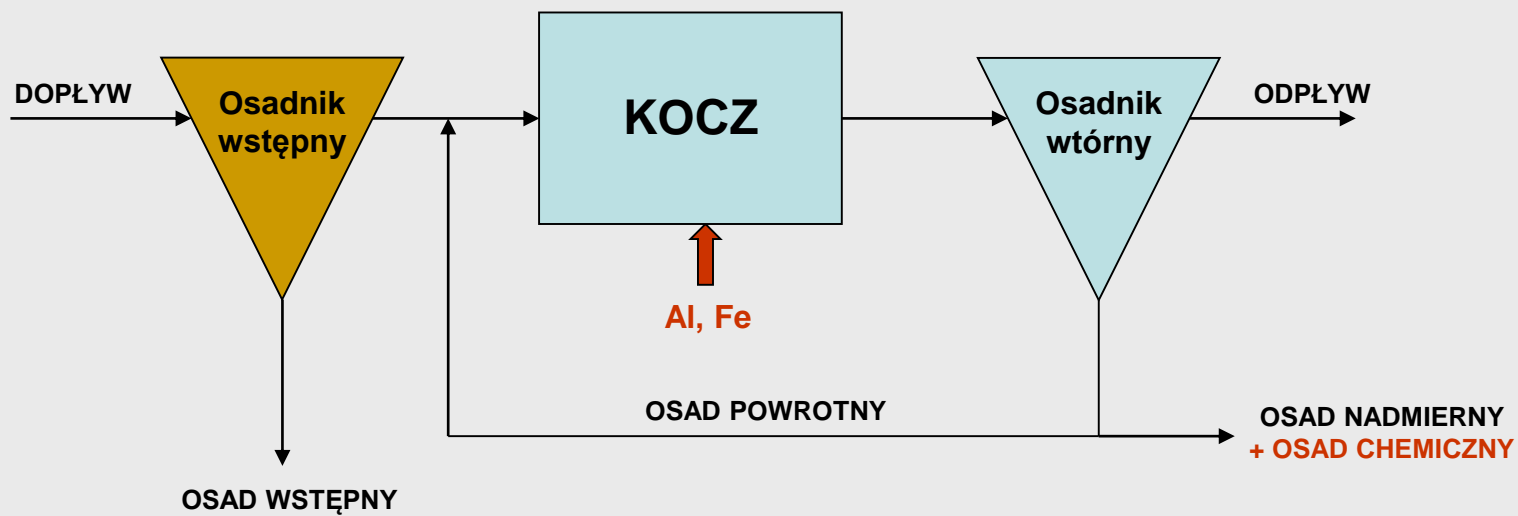 DOPŁYW
Osadnik
wstępny
KOCZ
Osadnik
wtórny
ODPŁYW
Al, Fe
OSAD POWROTNY
OSAD NADMIERNY
+ OSAD CHEMICZNY
OSAD WSTĘPNY